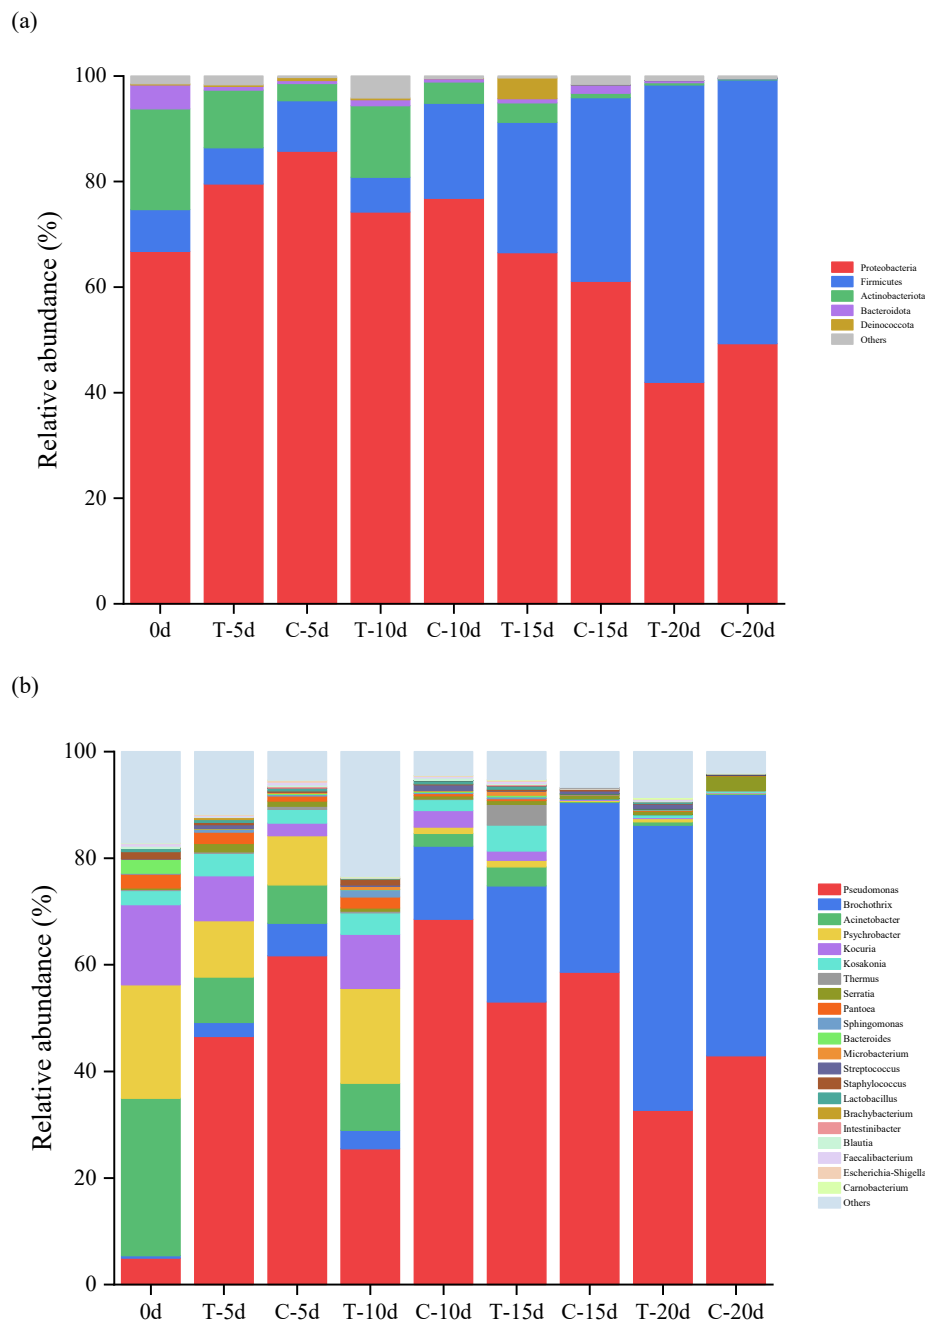 (a)
100
80
60
40
20
0
Relative abundance (%)
0d T-5d C-5d T-10d C-10d T-15d C-15d T-20d C-20d
Proteobacteria
Firmicutes
Actinobacteriota
Bacteroidota
Deinococcota
Others
(b)
100
80
60
40
20
0
Relative abundance (%)
0d T-5d C-5d T-10d C-10d T-15d C-15d T-20d C-20d
Pseudomonas
Brochothrix
Acinetobacter
Psychrobacter
Kocuria
Kosakonia
Thermus
Serratia
Pantoea
Sphingomonas
Bacteroides
Microbacterium
Streptococcus
Staphylococcus
Lactobacillus
Brachybacterium
Intestinibacter
Blautia
Faecalibacterium
Escherichia-Shigella
Carnobacterium
Others